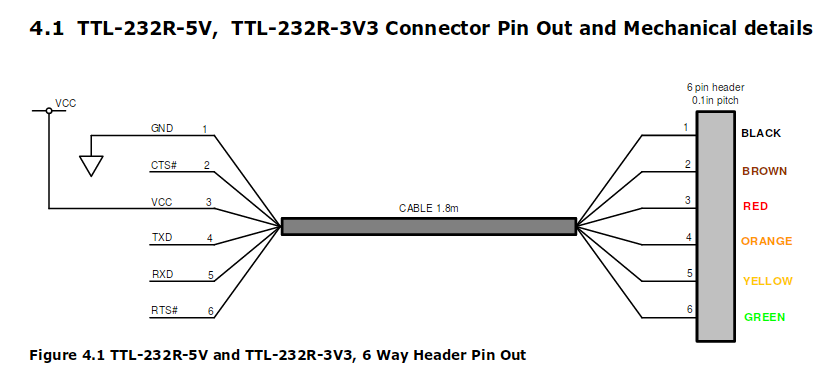 4.1 TTL-232R-5V, TTL-232R-3V3 Connector Pin Out and Mechanical details
6 pin header
0.1in pitch
VCC
GND 1
1 BLACK
CTS# 2
2 BROWN
VCC 3
3 RED
CABLE 1.8m
TXD 4
4 ORANGE
RXD 5
5 YELLOW
RTS# 6
6 GREEN
Figure 4.1 TTL-232R-5V and TTL-232R-3V3, 6 Way Header Pin Out